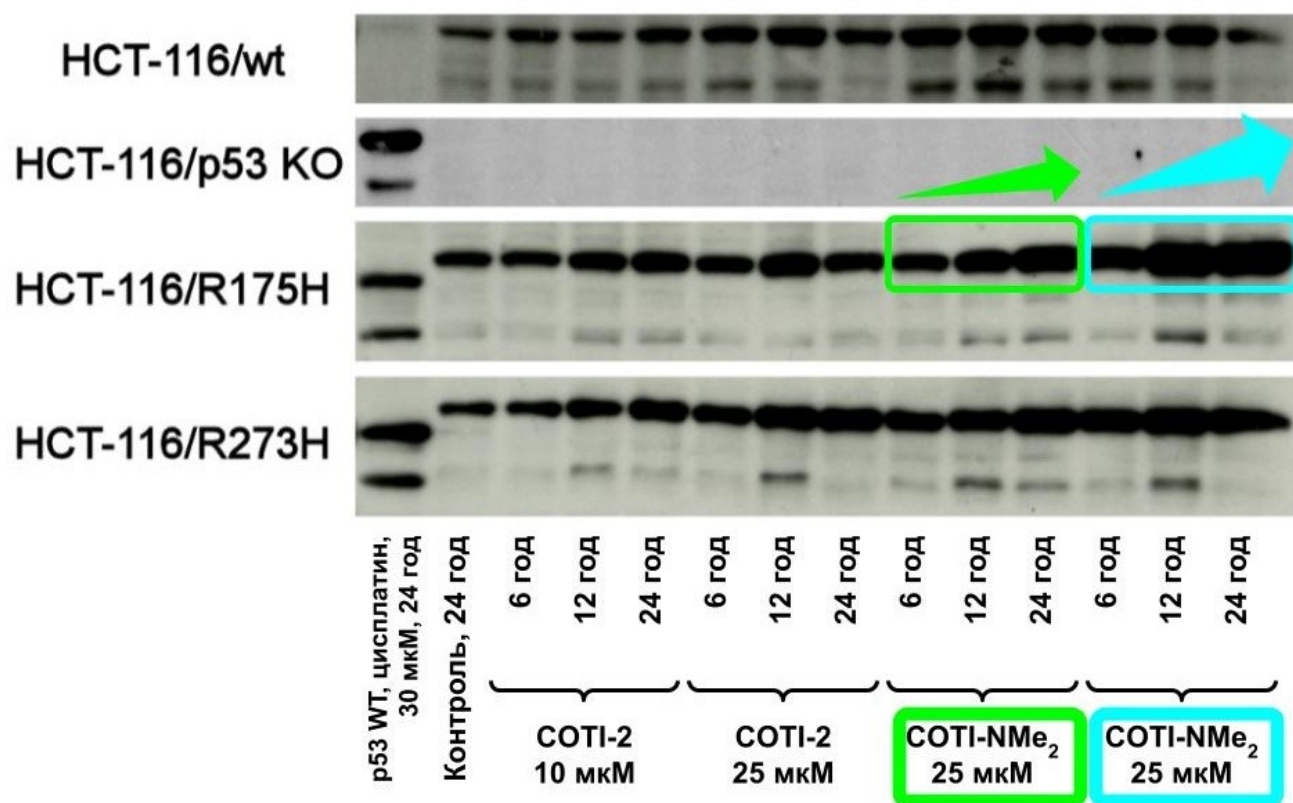 HCT-116/wt
HCT-116/p53 KO
HCT-116/R175H
HCT-116/R273H
p53 WT, цисплатин,
30 мкМ, 24 год
Контроль, 24 год
6 год
12 год
24 год
6 год
12 год
24 год
6 год
12 год
24 год
6 год
12 год
24 год
COTI-2
10 мкМ
COTI-2
25 мкМ
COTI-NMe₂
25 мкМ
COTI-NMe₂
25 мкМ